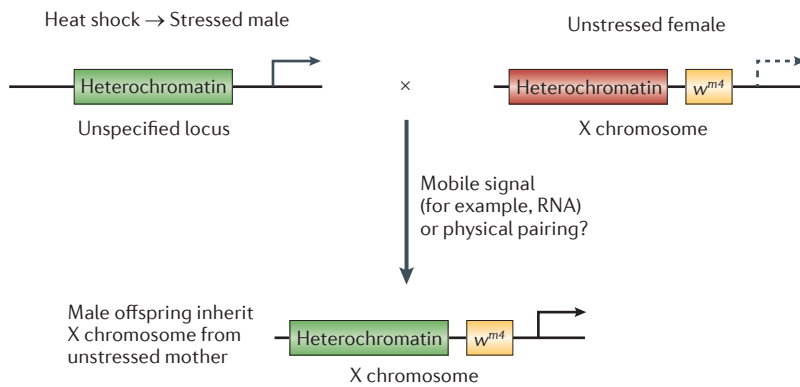 Heat shock → Stressed male
Unstressed female
Heterochromatin
×
Heterochromatin
w^m4
Unspecified locus
X chromosome
Mobile signal
(for example, RNA)
or physical pairing?
Male offspring inherit
X chromosome from
unstressed mother
Heterochromatin
w^m4
X chromosome